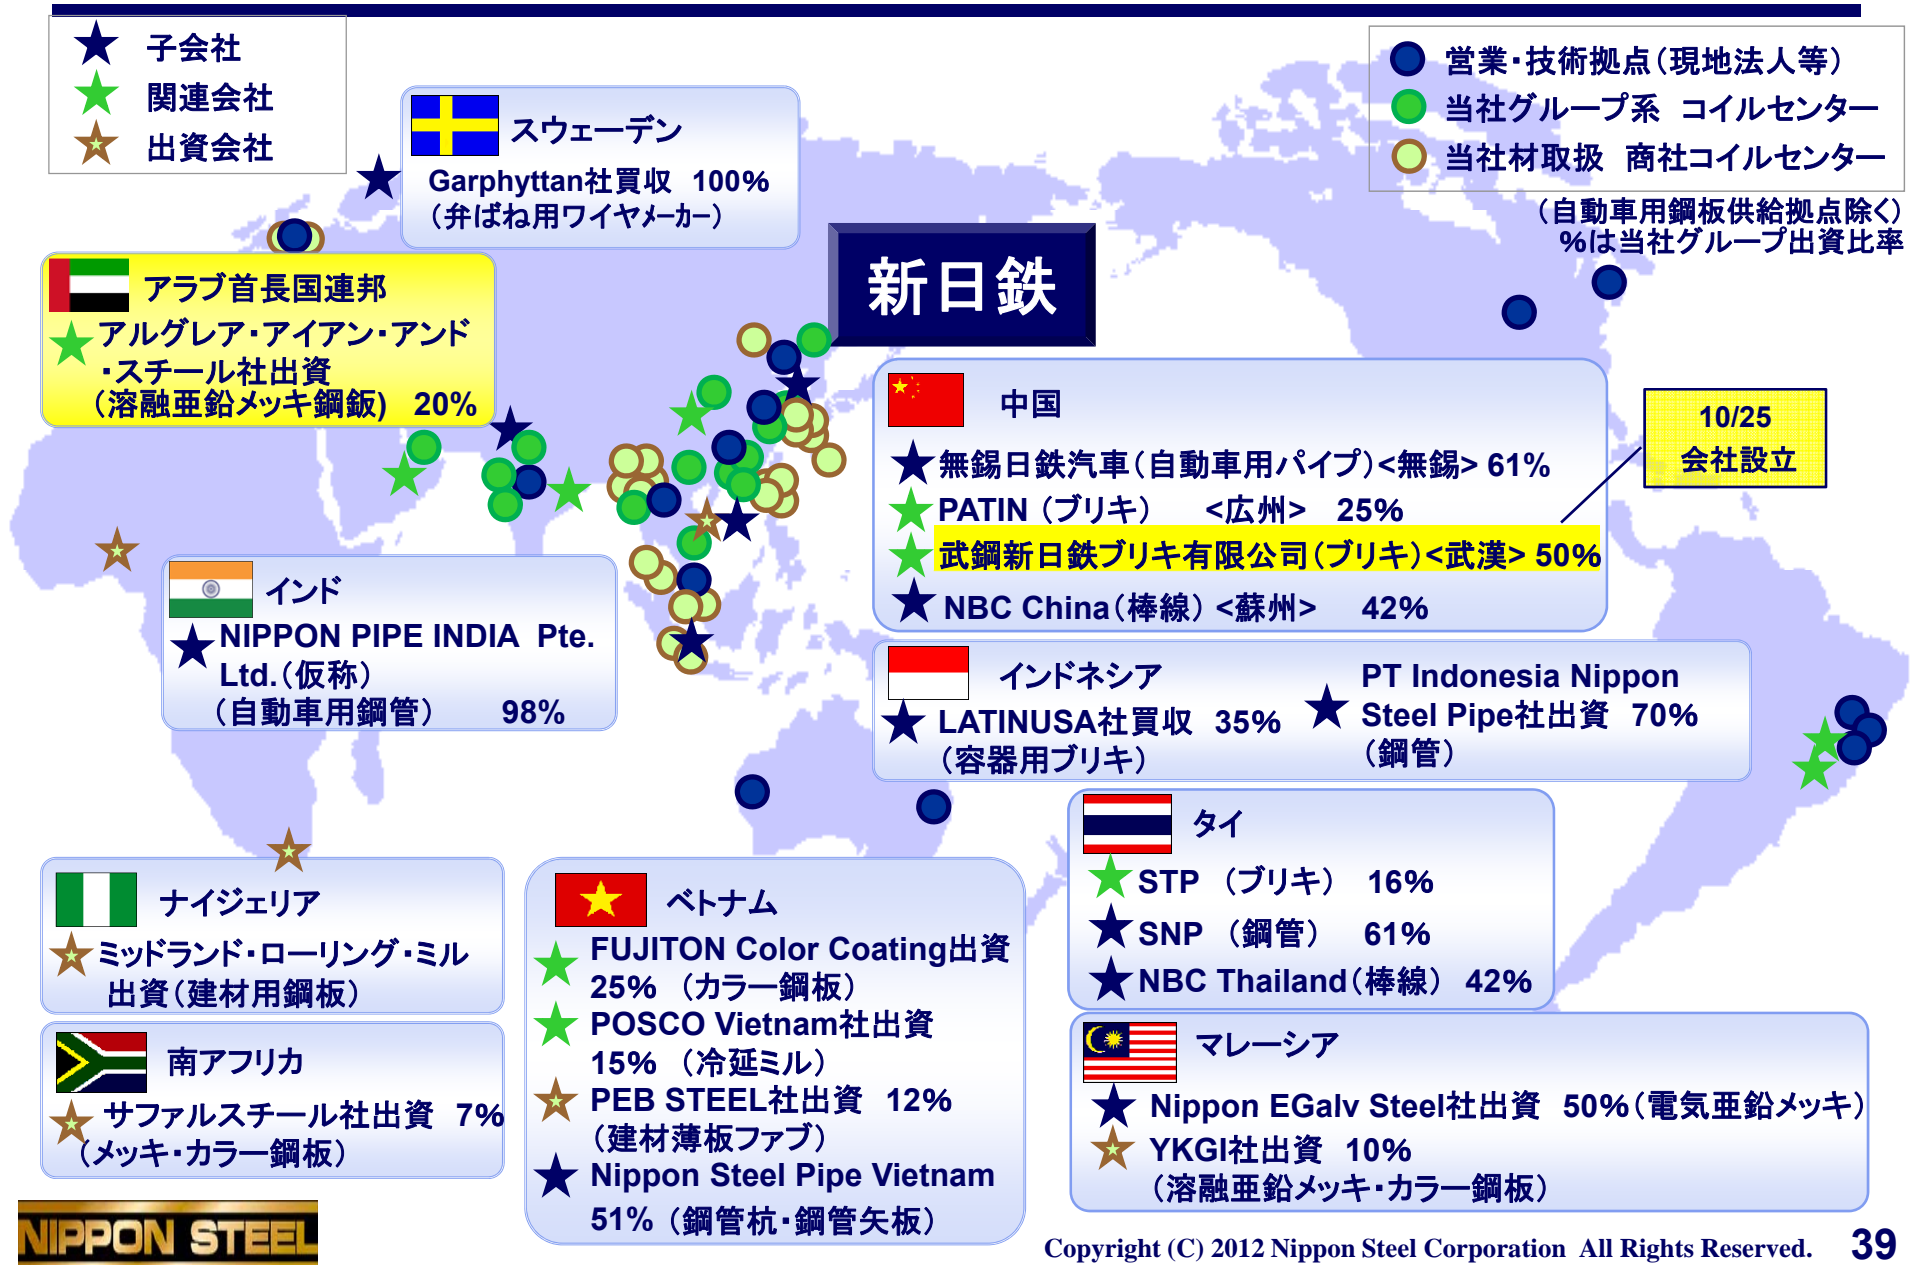 子会社
関連会社
出資会社
営業・技術拠点（現地法人等）
当社グループ系　コイルセンター
当社材取扱　商社コイルセンター
（自動車用鋼板供給拠点除く）
％は当社グループ出資比率
スウェーデン
Garphyttan社買収 100%
（弁ばね用ワイヤメーカー）
新日鉄
アラブ首長国連邦
アルグレア・アイアン・アンド
・スチール社出資
（溶融亜鉛メッキ鋼鈑) 20%
中国
無錫日鉄汽車（自動車用パイプ）<無錫> 61%
PATIN （ブリキ） <広州> 25%
武鋼新日鉄ブリキ有限公司（ブリキ）<武漢> 50%
NBC China（棒線） <蘇州> 42%
10/25
会社設立
インド
NIPPON PIPE INDIA Pte.
Ltd.（仮称）
（自動車用鋼管） 98%
インドネシア
LATINUSA社買収 35%
（容器用ブリキ）
PT Indonesia Nippon
Steel Pipe社出資 70%
（鋼管）
タイ
STP （ブリキ） 16%
SNP （鋼管） 61%
NBC Thailand（棒線） 42%
ナイジェリア
ミッドランド・ローリング・ミル
出資（建材用鋼板）
南アフリカ
サファルスチール社出資 7%
（メッキ・カラー鋼板）
ベトナム
FUJITON Color Coating出資
25% （カラー鋼板）
POSCO Vietnam社出資
15% （冷延ミル）
PEB STEEL社出資 12%
（建材薄板ファブ）
Nippon Steel Pipe Vietnam
51% （鋼管杭・鋼管矢板）
マレーシア
Nippon EGalv Steel社出資 50%（電気亜鉛メッキ）
YKGI社出資 10%
（溶融亜鉛メッキ・カラー鋼板）
NIPPON STEEL
Copyright (C) 2012 Nippon Steel Corporation All Rights Reserved.
39